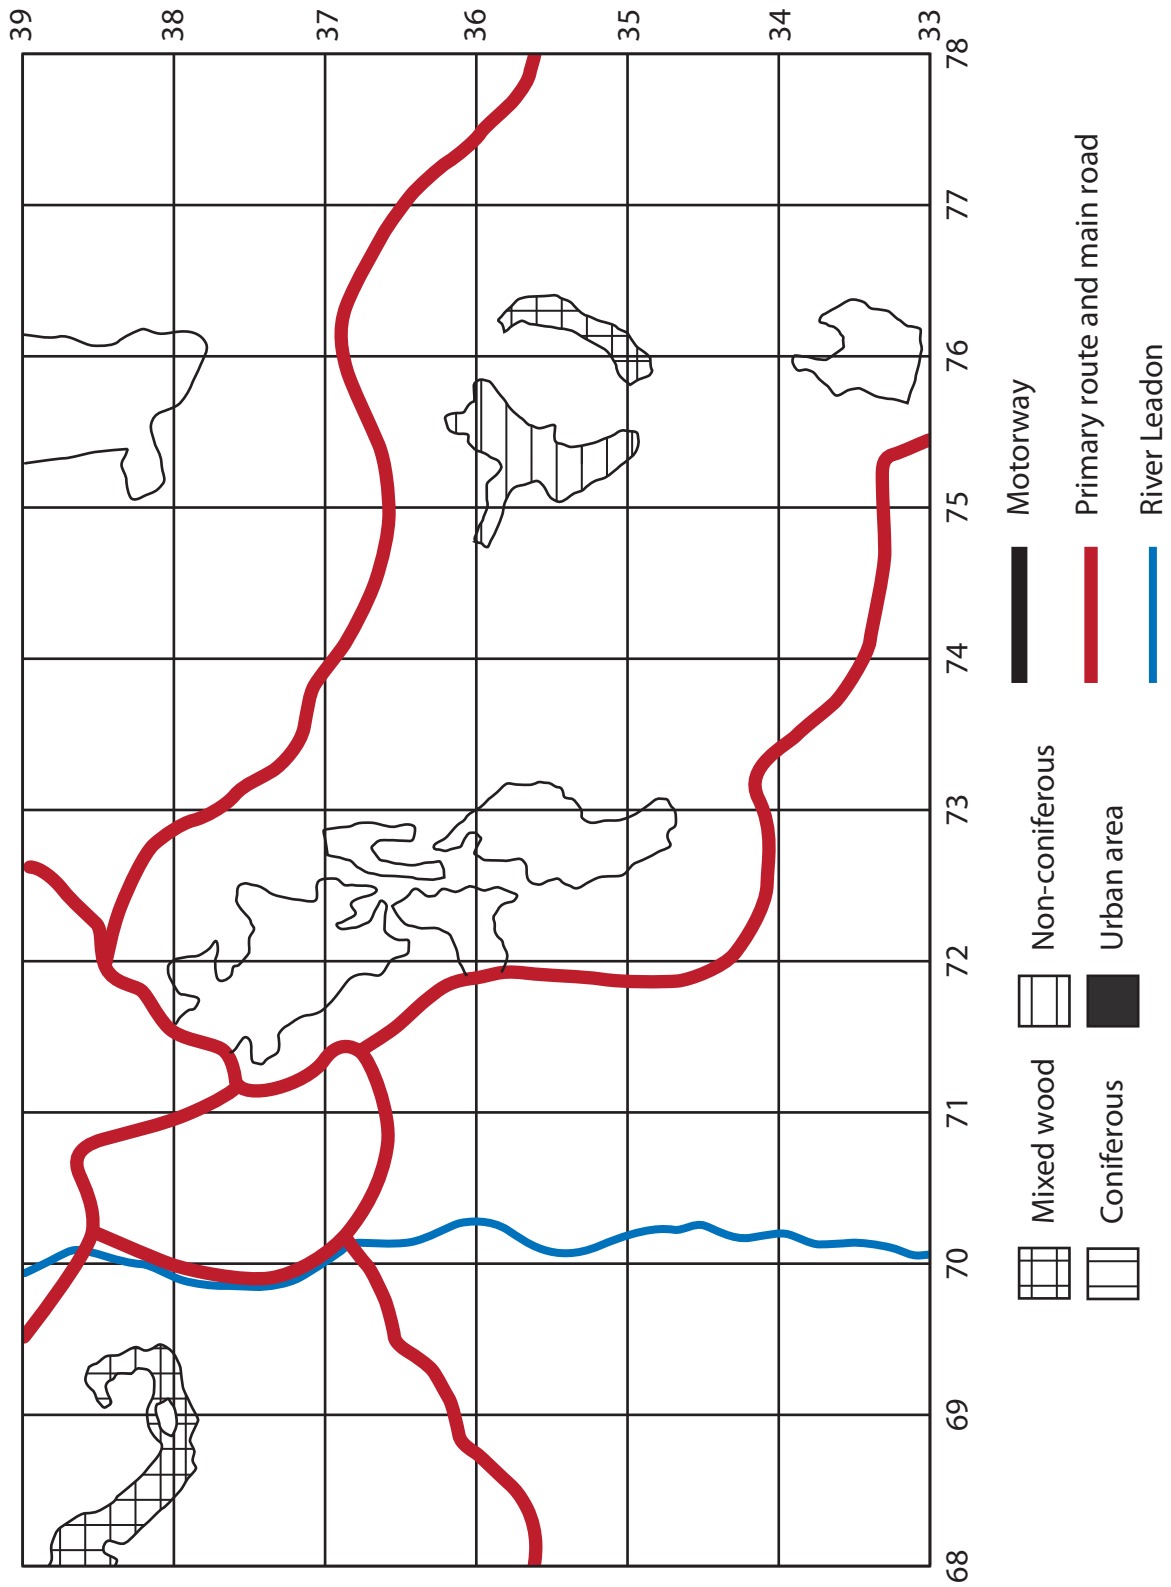 39
38
37
36
35
34
33
68
69
70
71
72
73
74
75
76
77
78
Mixed wood
Non-coniferous
Motorway
Coniferous
Urban area
Primary route and main road
River Leadon